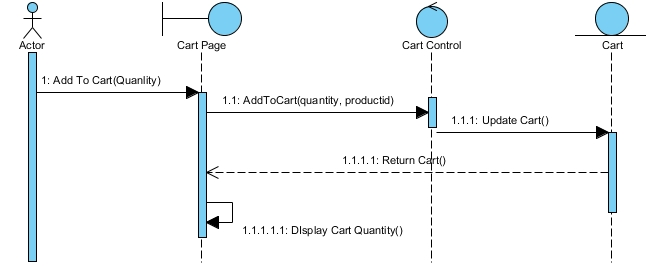 Actor
Cart Page
Cart Control
Cart
1: Add To Cart(Quanlity)
1.1: AddToCart(quantity, productid)
1.1.1: Update Cart()
1.1.1.1: Return Cart()
1.1.1.1.1: DIsplay Cart Quantity()